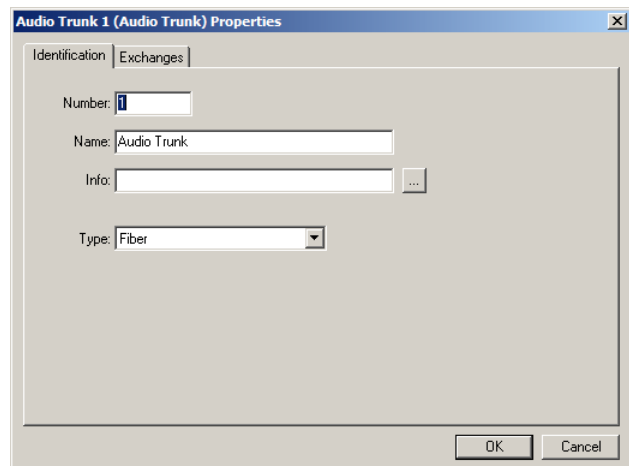 Audio Trunk 1 (Audio Trunk) Properties
Identification Exchanges
Number: 1
Name: Audio Trunk
Info: ...
Type: Fiber
OK Cancel